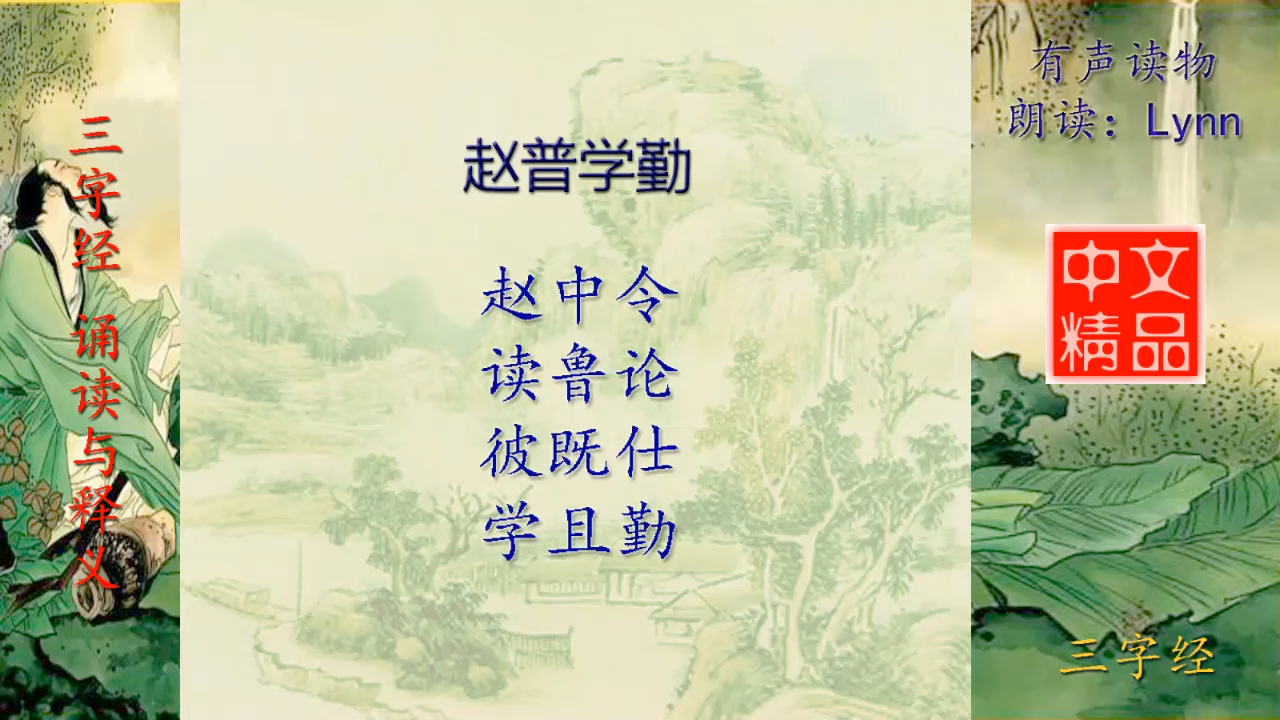 三字经 诵读与释义
赵普学勤
赵中令
读鲁论
彼既仕
学且勤
有声读物
朗读：Lynn
中文
精品
三字经